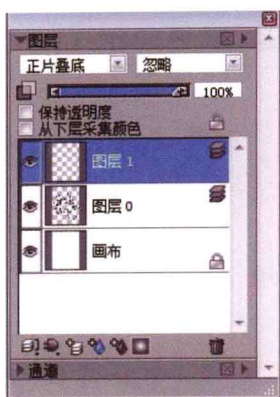 图层
正片叠底 忽略
100%
保持透明度
从下层采集颜色
图层 1
图层 0
画布
通道